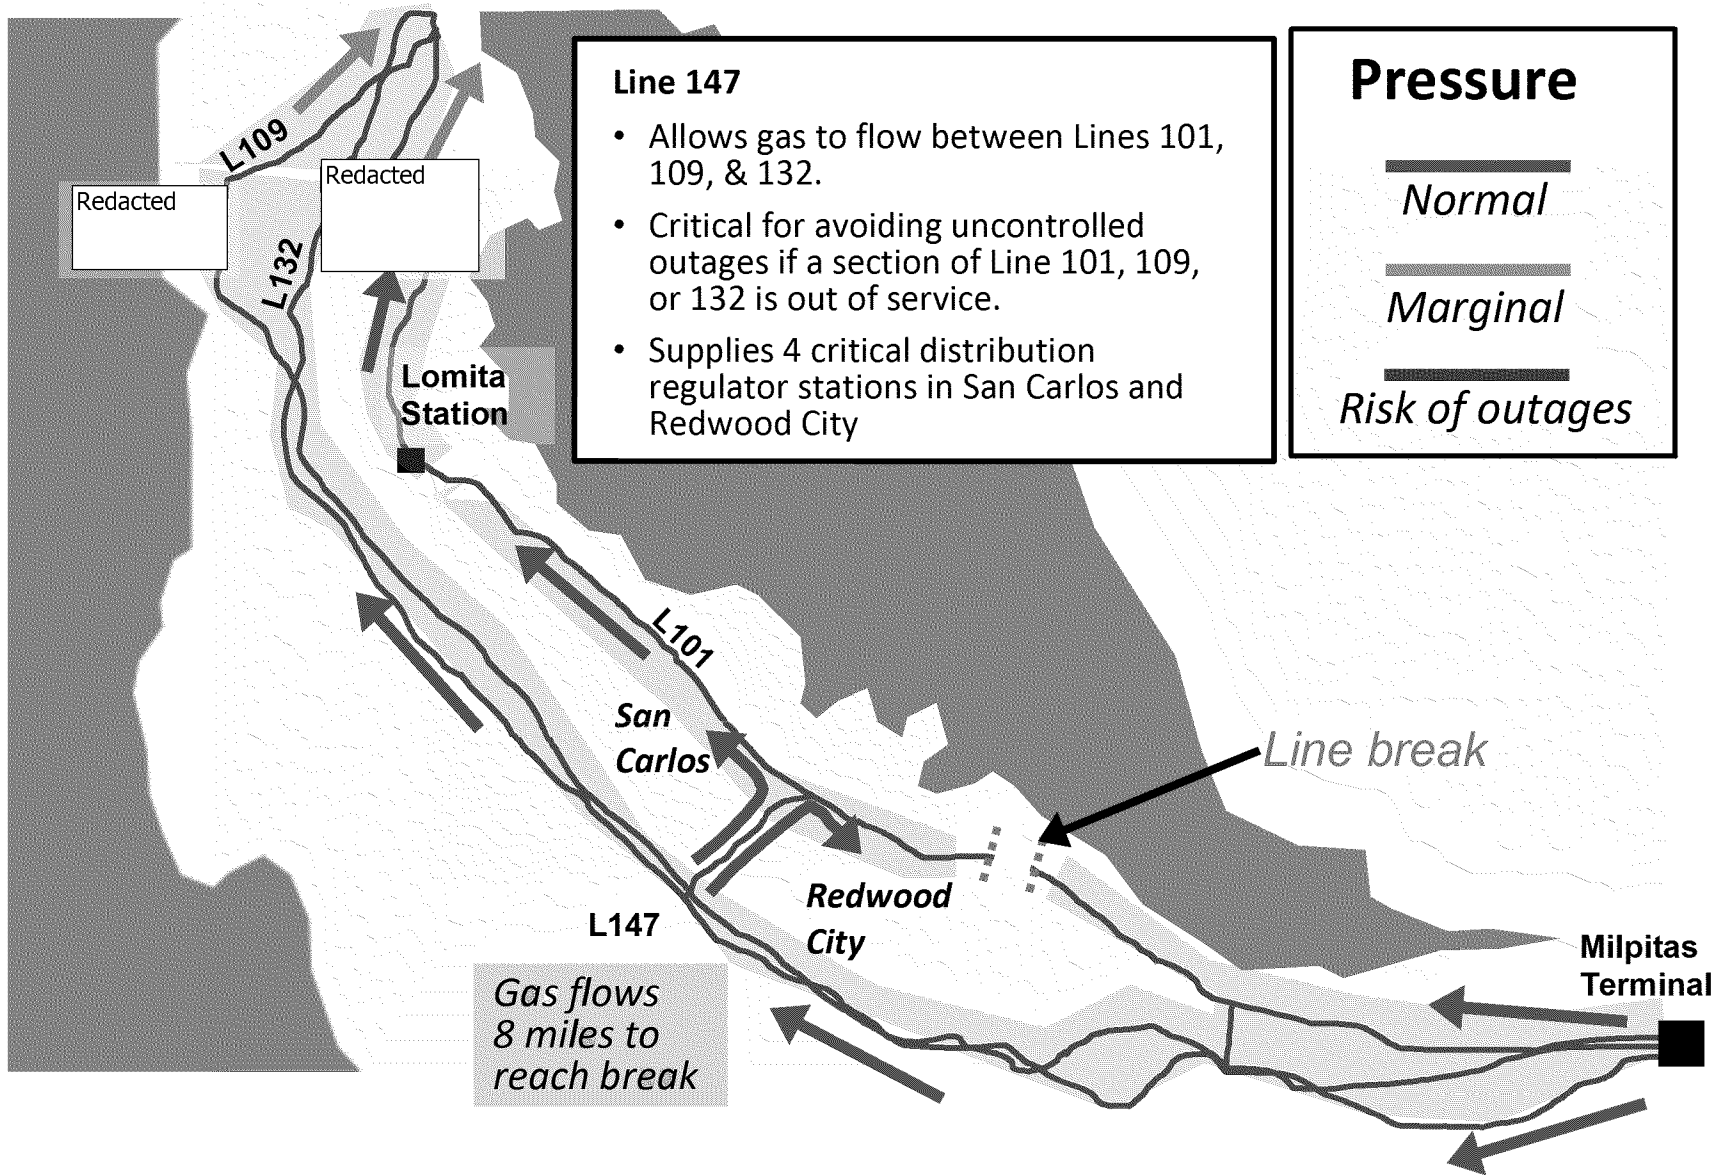 Line 147
• Allows gas to flow between Lines 101,
109, & 132.
• Critical for avoiding uncontrolled
outages if a section of Line 101, 109,
or 132 is out of service.
• Supplies 4 critical distribution
regulator stations in San Carlos and
Redwood City
Pressure
Normal
Marginal
Risk of outages
L109
Redacted
Redacted
L132
Lomita
Station
L101
San
Carlos
Line break
Redwood
City
L147
Milpitas
Terminal
Gas flows
8 miles to
reach break